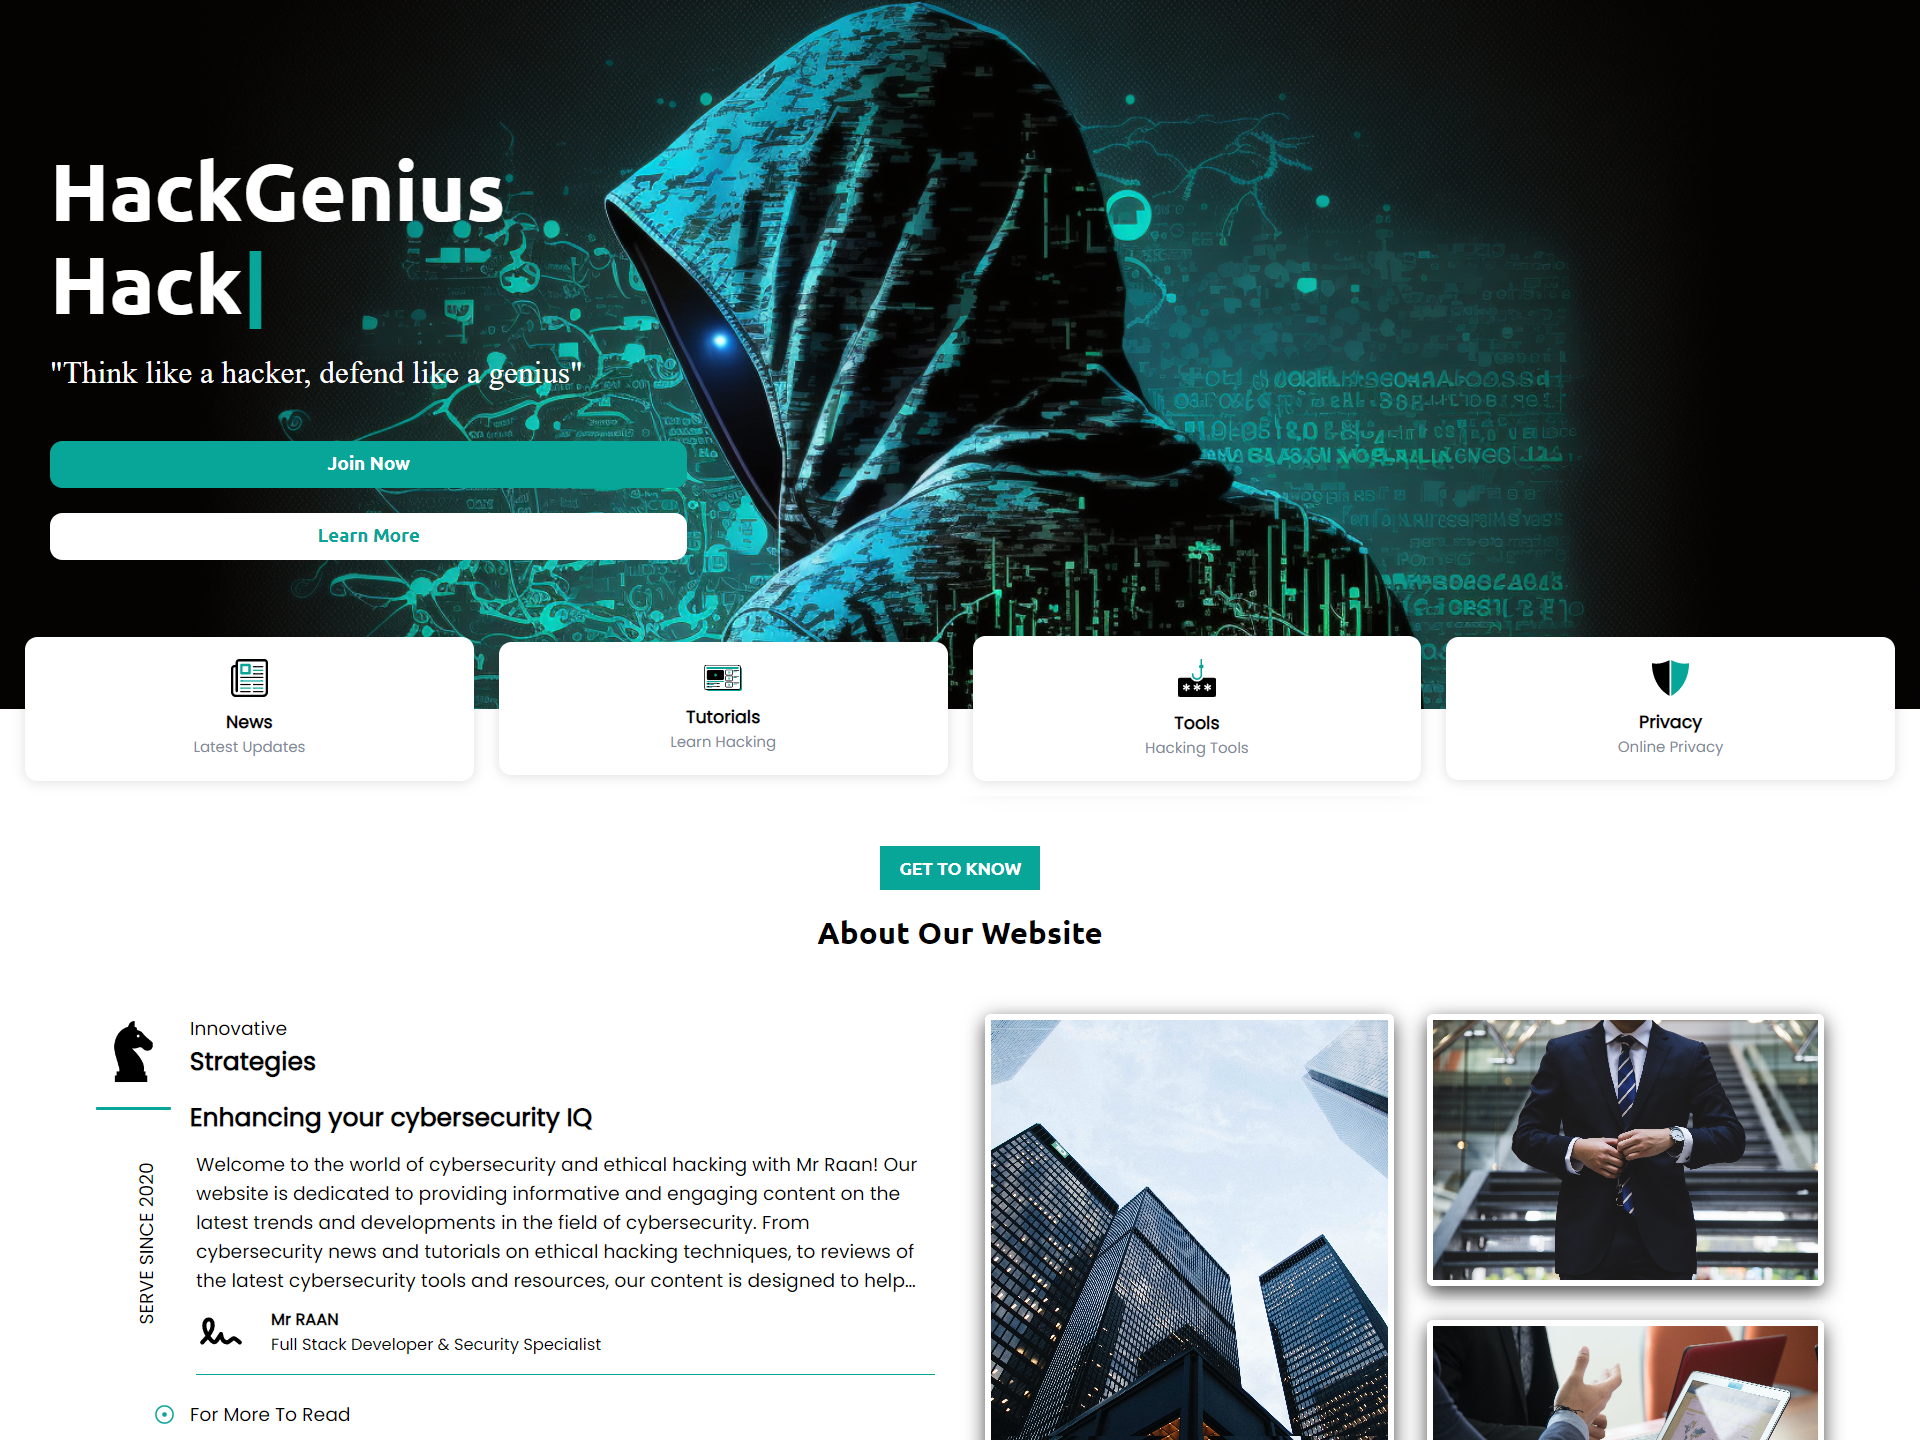 HackGenius
Hack
"Think like a hacker, defend like a genius"
Join Now
Learn More
News
Latest Updates
Tutorials
Learn Hacking
Tools
Hacking Tools
Privacy
Online Privacy
GET TO KNOW
About Our Website
Innovative
Strategies
Enhancing your cybersecurity IQ
SERVE SINCE 2020
Welcome to the world of cybersecurity and ethical hacking with Mr Raan! Our
website is dedicated to providing informative and engaging content on the
latest trends and developments in the field of cybersecurity. From
cybersecurity news and tutorials on ethical hacking techniques, to reviews of
the latest cybersecurity tools and resources, our content is designed to help...
Mr RAAN
Full Stack Developer & Security Specialist
For More To Read